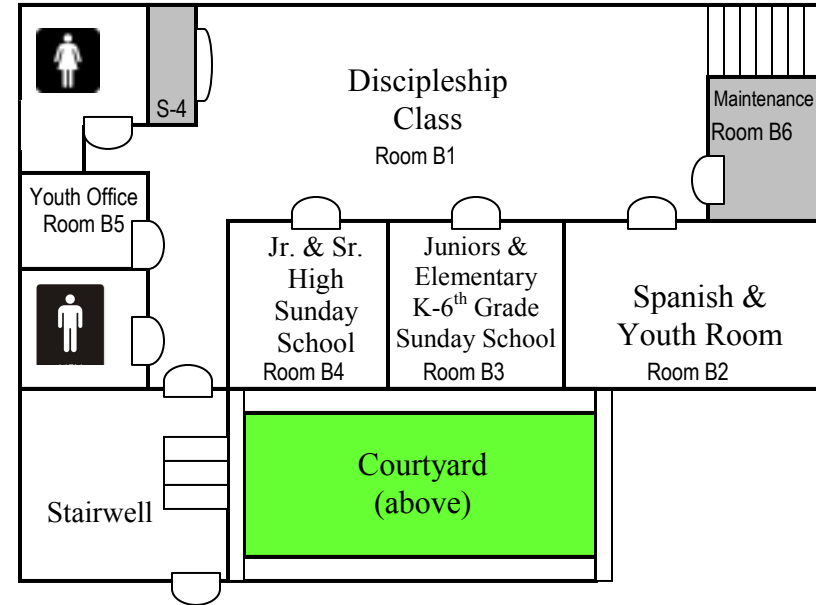 S-4
Discipleship
Class
Room B1
Maintenance
Room B6
Youth Office
Room B5
Jr. & Sr.
High
Sunday
School
Room B4
Juniors &
Elementary
K-6th Grade
Sunday School
Room B3
Spanish &
Youth Room
Room B2
Stairwell
Courtyard
(above)